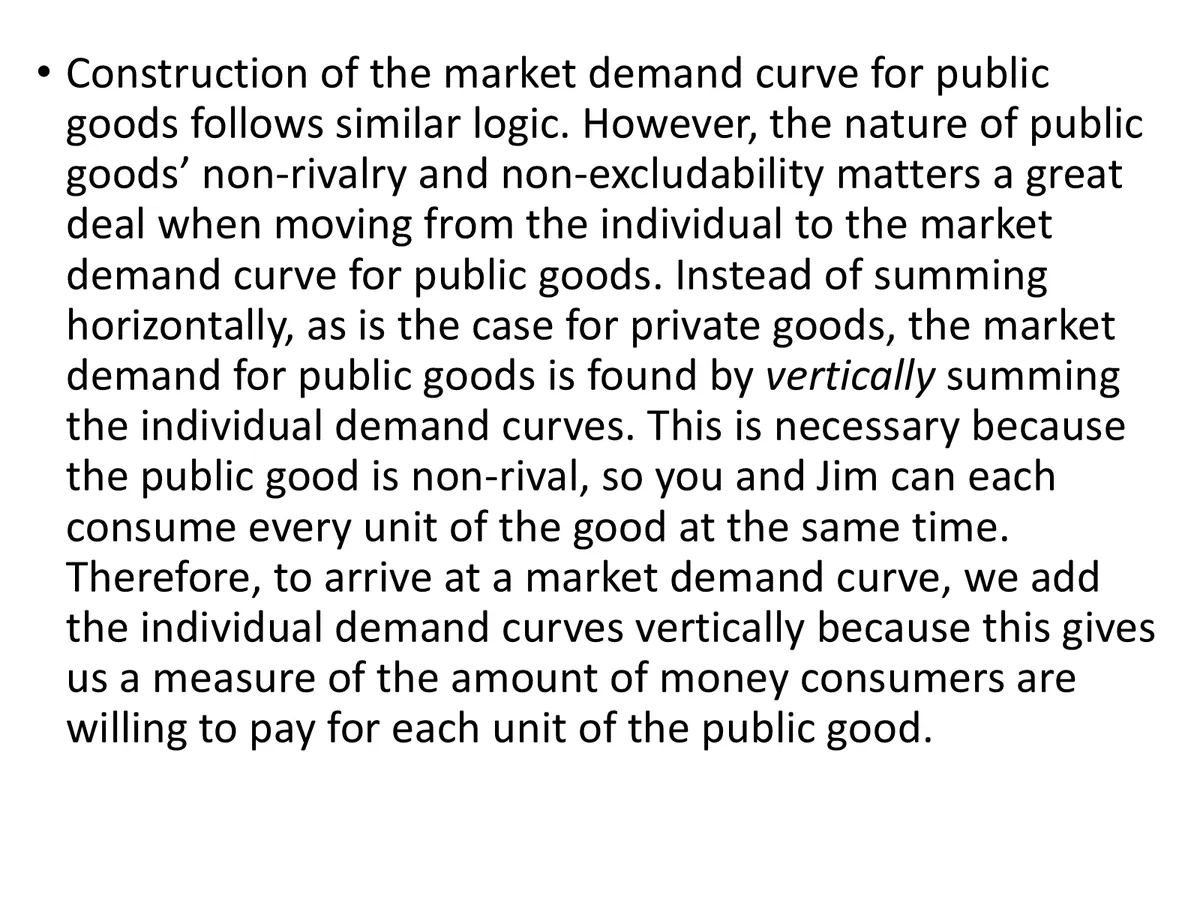 • Construction of the market demand curve for public
goods follows similar logic. However, the nature of public
goods’ non-rivalry and non-excludability matters a great
deal when moving from the individual to the market
demand curve for public goods. Instead of summing
horizontally, as is the case for private goods, the market
demand for public goods is found by vertically summing
the individual demand curves. This is necessary because
the public good is non-rival, so you and Jim can each
consume every unit of the good at the same time.
Therefore, to arrive at a market demand curve, we add
the individual demand curves vertically because this gives
us a measure of the amount of money consumers are
willing to pay for each unit of the public good.